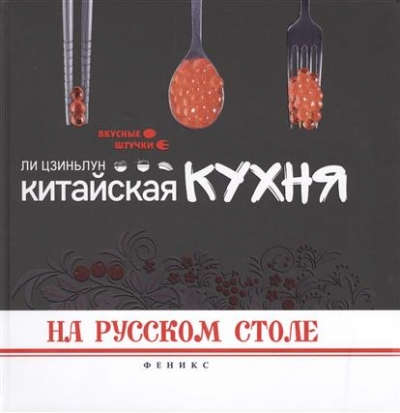 ВКУСНЫЕ
ШТУЧКИ
ЛИ ЦЗИНЬЛУН
КИТАЙСКАЯ КУХНЯ
НА РУССКОМ СТОЛЕ
ФЕНИКС